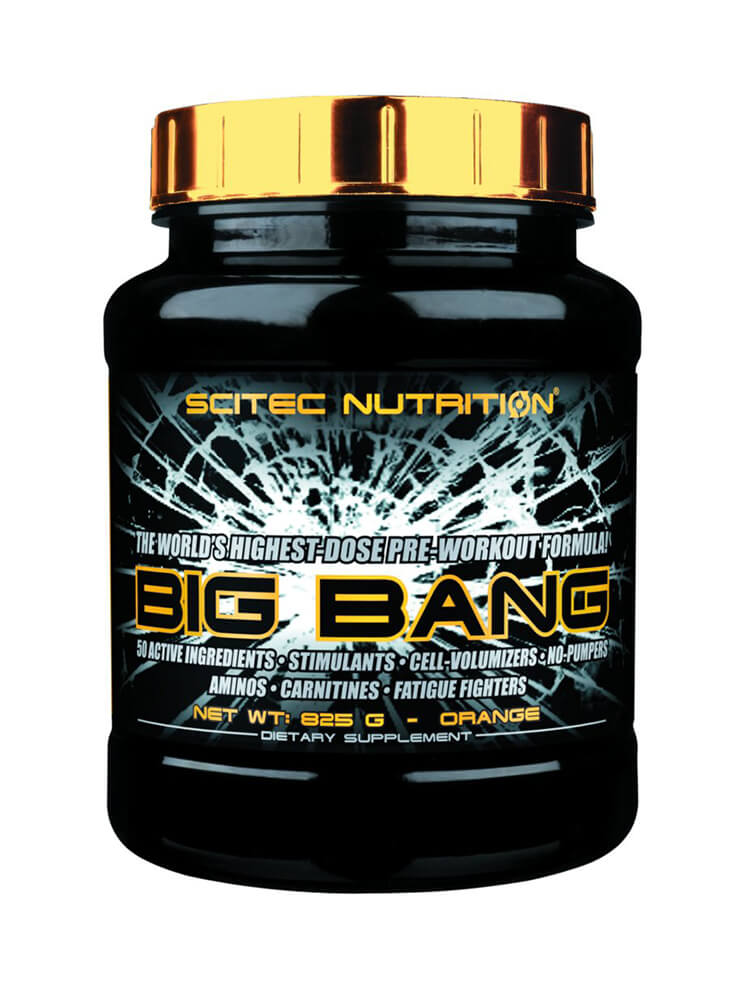 SCITEC NUTRITION®
THE WORLD'S HIGHEST-DOSE PRE-WORKOUT FORMULA!
BIG BANG
50 ACTIVE INGREDIENTS • STIMULANTS • CELL-VOLUMIZERS • NO-PUMPERS
AMINOS • CARNITINES • FATIGUE FIGHTERS
NET WT: 825 G - ORANGE
DIETARY SUPPLEMENT